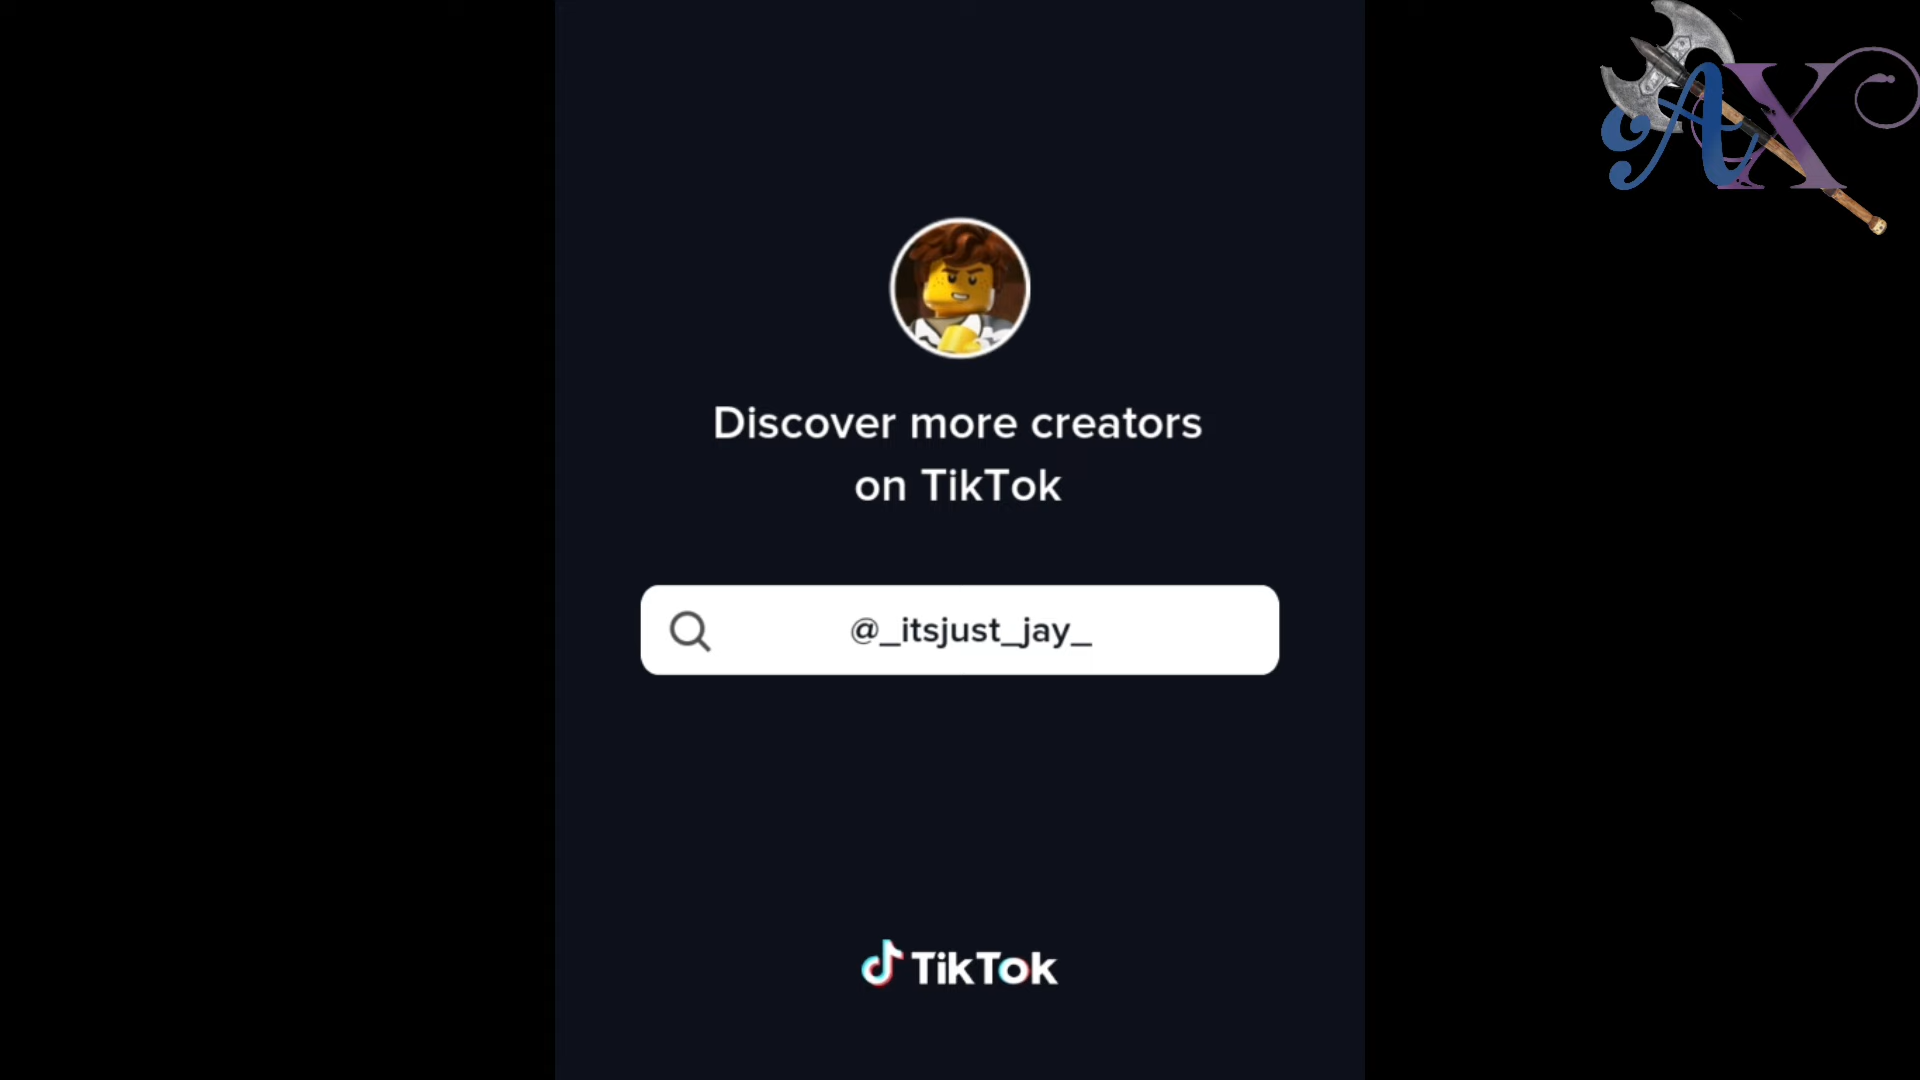 AX
Discover more creators
on TikTok
@_itsjust_jay_
TikTok